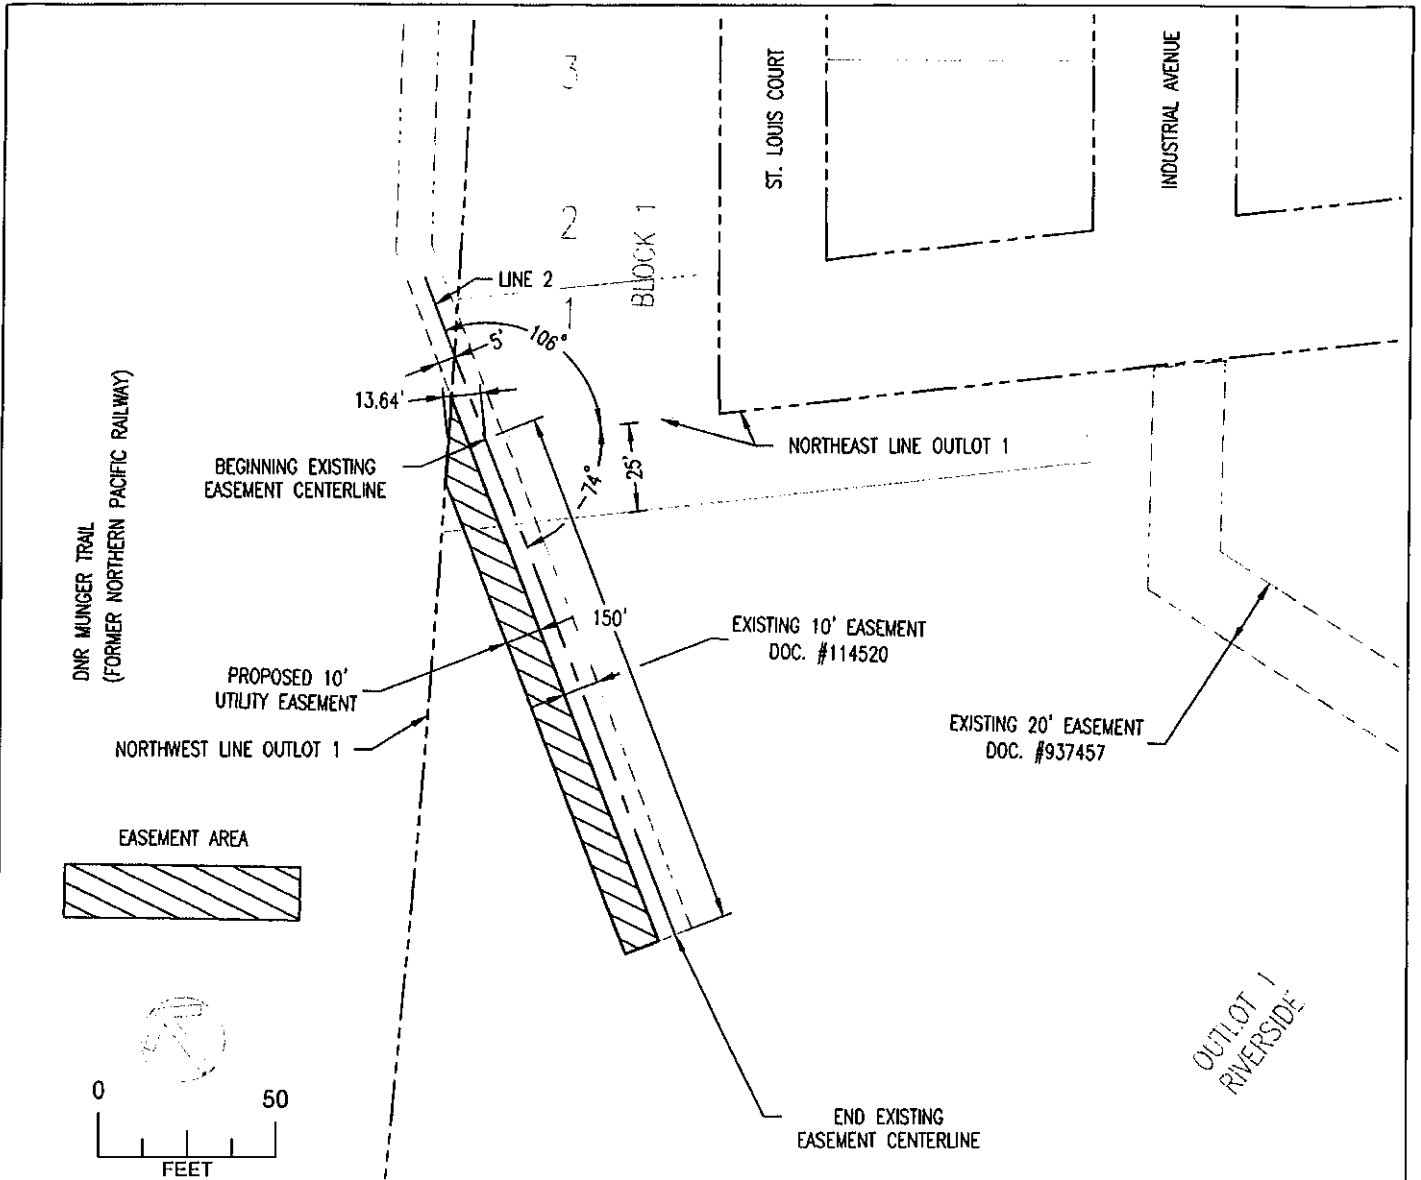 3
ST. LOUIS COURT
INDUSTRIAL AVENUE
2
BLOCK 1
LINE 2
1
106°
5'
13.64'
DNR MUNGER TRAIL
(FORMER NORTHERN PACIFIC RAILWAY)
BEGINNING EXISTING
EASEMENT CENTERLINE
NORTHEAST LINE OUTLOT 1
25'
74°
150'
EXISTING 10' EASEMENT
DOC. #114520
PROPOSED 10'
UTILITY EASEMENT
NORTHWEST LINE OUTLOT 1
EXISTING 20' EASEMENT
DOC. #937457
EASEMENT AREA
OUTLOT 1
RIVERSIDE
0 50
FEET
END EXISTING
EASEMENT CENTERLINE